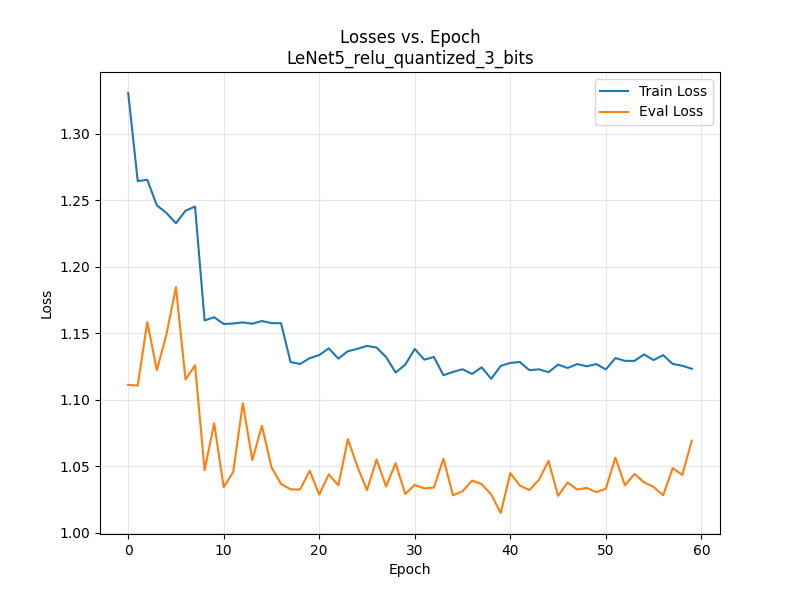 Losses vs. Epoch
LeNet5_relu_quantized_3_bits
Train Loss
Eval Loss
1.30
1.25
1.20
1.15
1.10
1.05
1.00
Loss
0 10 20 30 40 50 60
Epoch